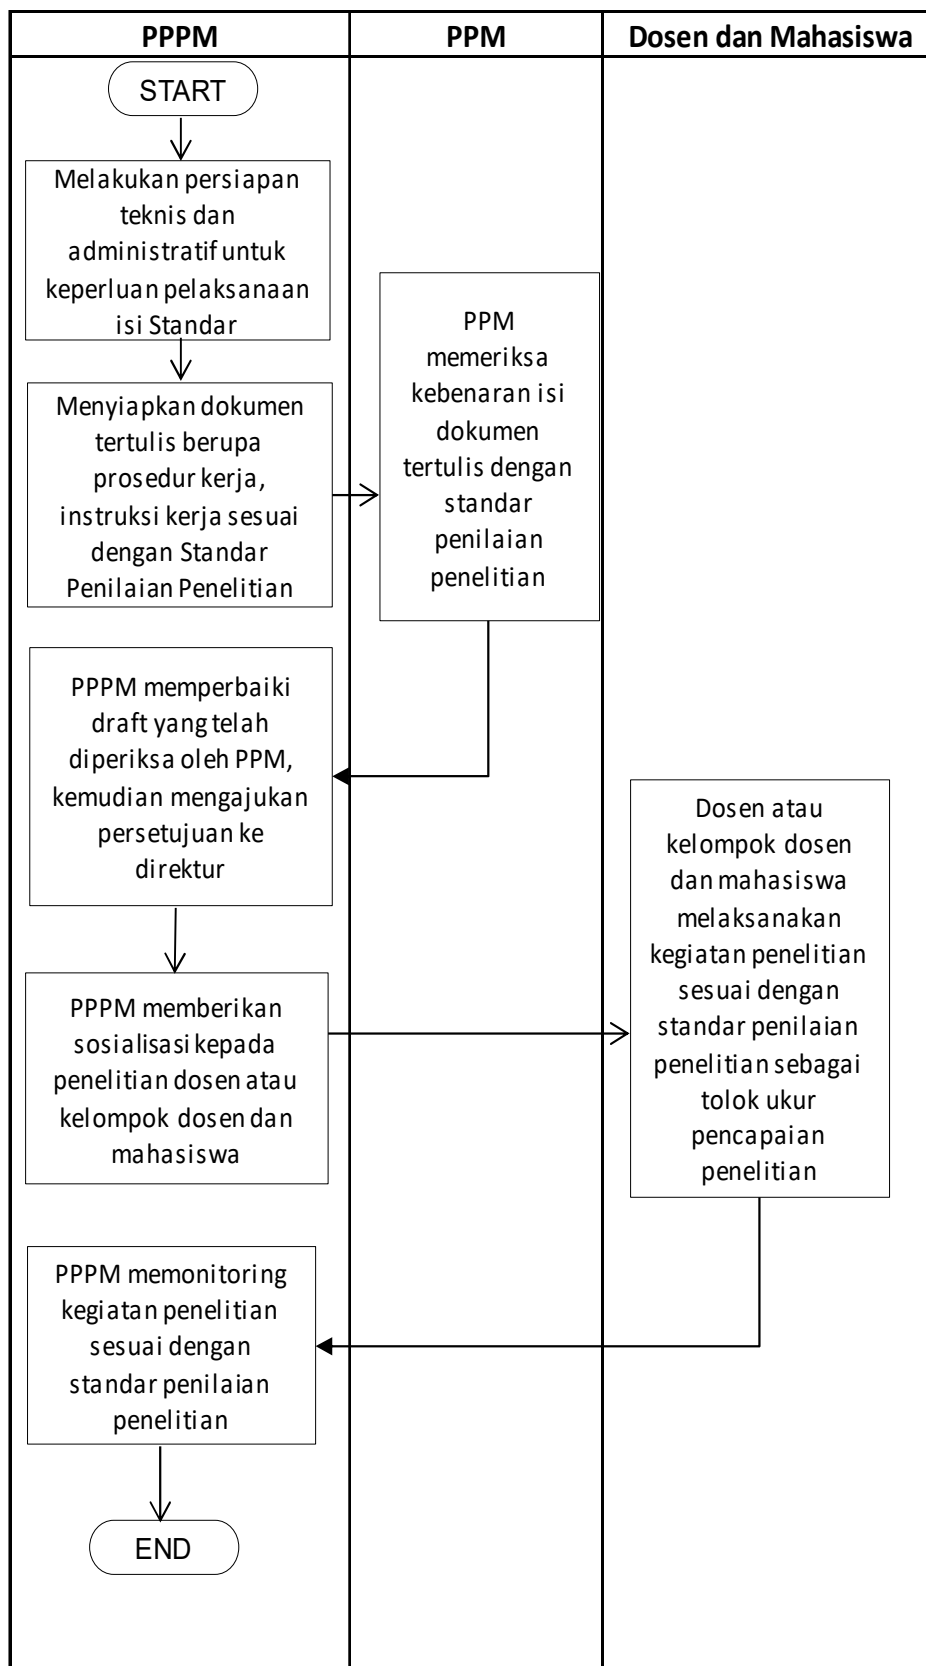 PPPM
PPM
Dosen dan Mahasiswa
START
Melakukan persiapan
teknis dan
administratif untuk
keperluan pelaksanaan
isi Standar
Menyiapkan dokumen
tertulis berupa
prosedur kerja,
instruksi kerja sesuai
dengan Standar
Penilaian Penelitian
PPM
memeriksa
kebenaran isi
dokumen
tertulis dengan
standar
penilaian
penelitian
PPPM memperbaiki
draft yang telah
diperiksa oleh PPM,
kemudian mengajukan
persetujuan ke
direktur
PPPM memberikan
sosialisasi kepada
penelitian dosen atau
kelompok dosen dan
mahasiswa
Dosen atau
kelompok dosen
dan mahasiswa
melaksanakan
kegiatan penelitian
sesuai dengan
standar penilaian
penelitian sebagai
tolok ukur
pencapaian
penelitian
PPPM memonitoring
kegiatan penelitian
sesuai dengan
standar penilaian
penelitian
END